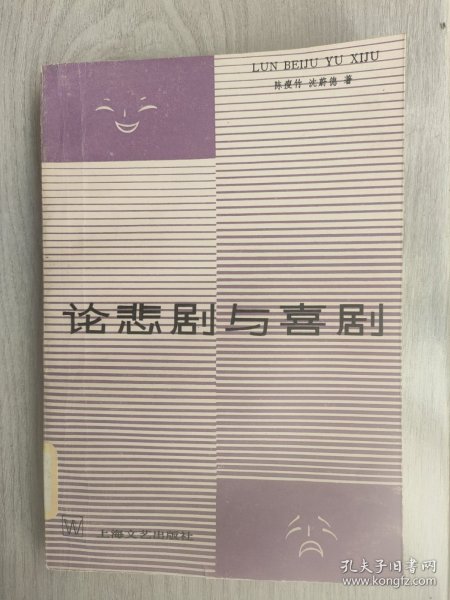 LUN BEIJU YU XIJU
陈瘦竹 沈蔚德 著
论悲剧与喜剧
W 上海文艺出版社
孔夫子旧书网
www.kongfz.com